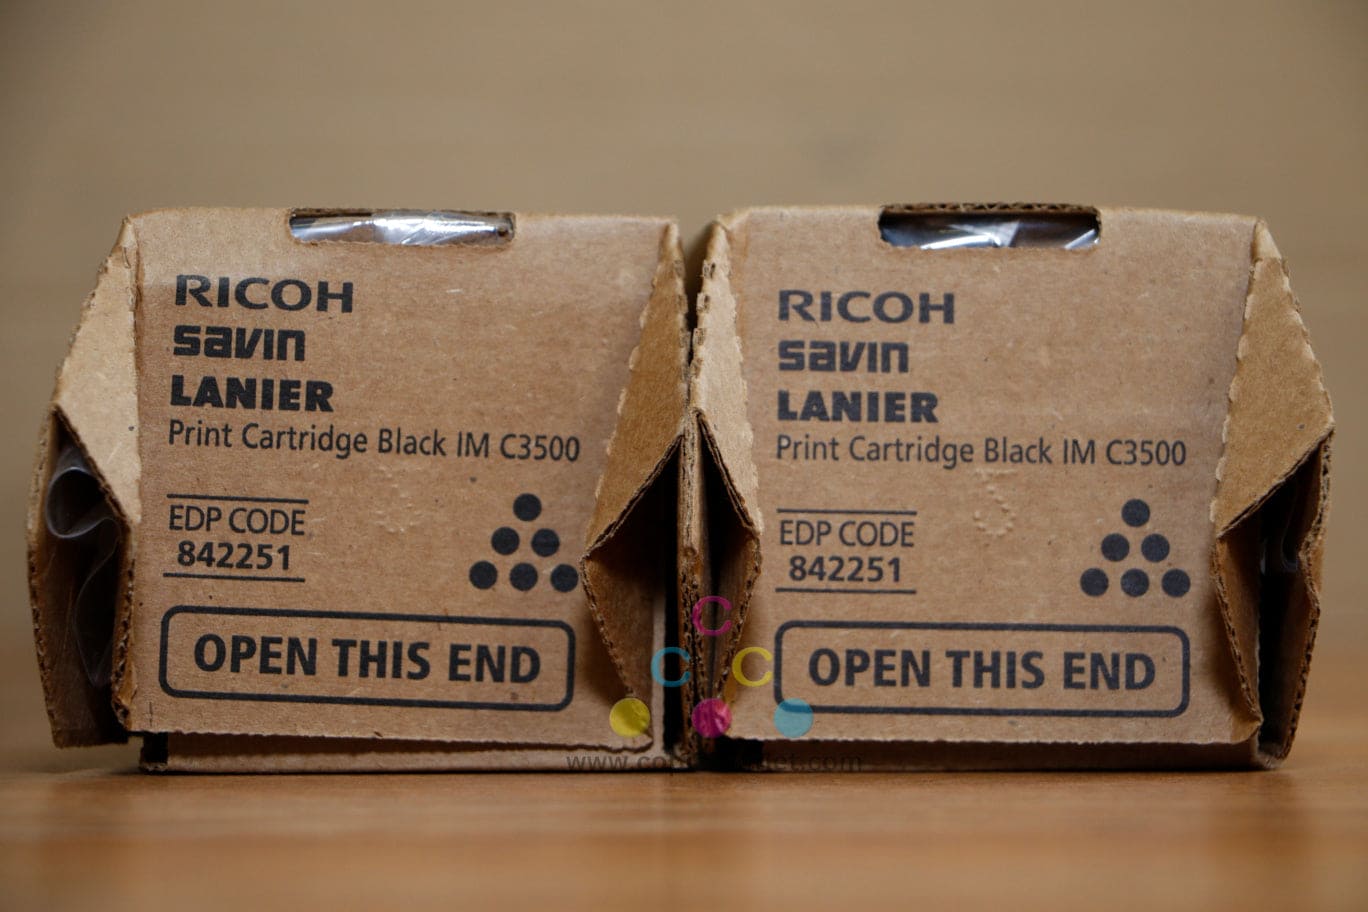 RICOH
savin
LANIER
Print Cartridge Black IM C3500
EDP CODE
842251
OPEN THIS END
RICOH
savin
LANIER
Print Cartridge Black IM C3500
EDP CODE
842251
OPEN THIS END
C
C C